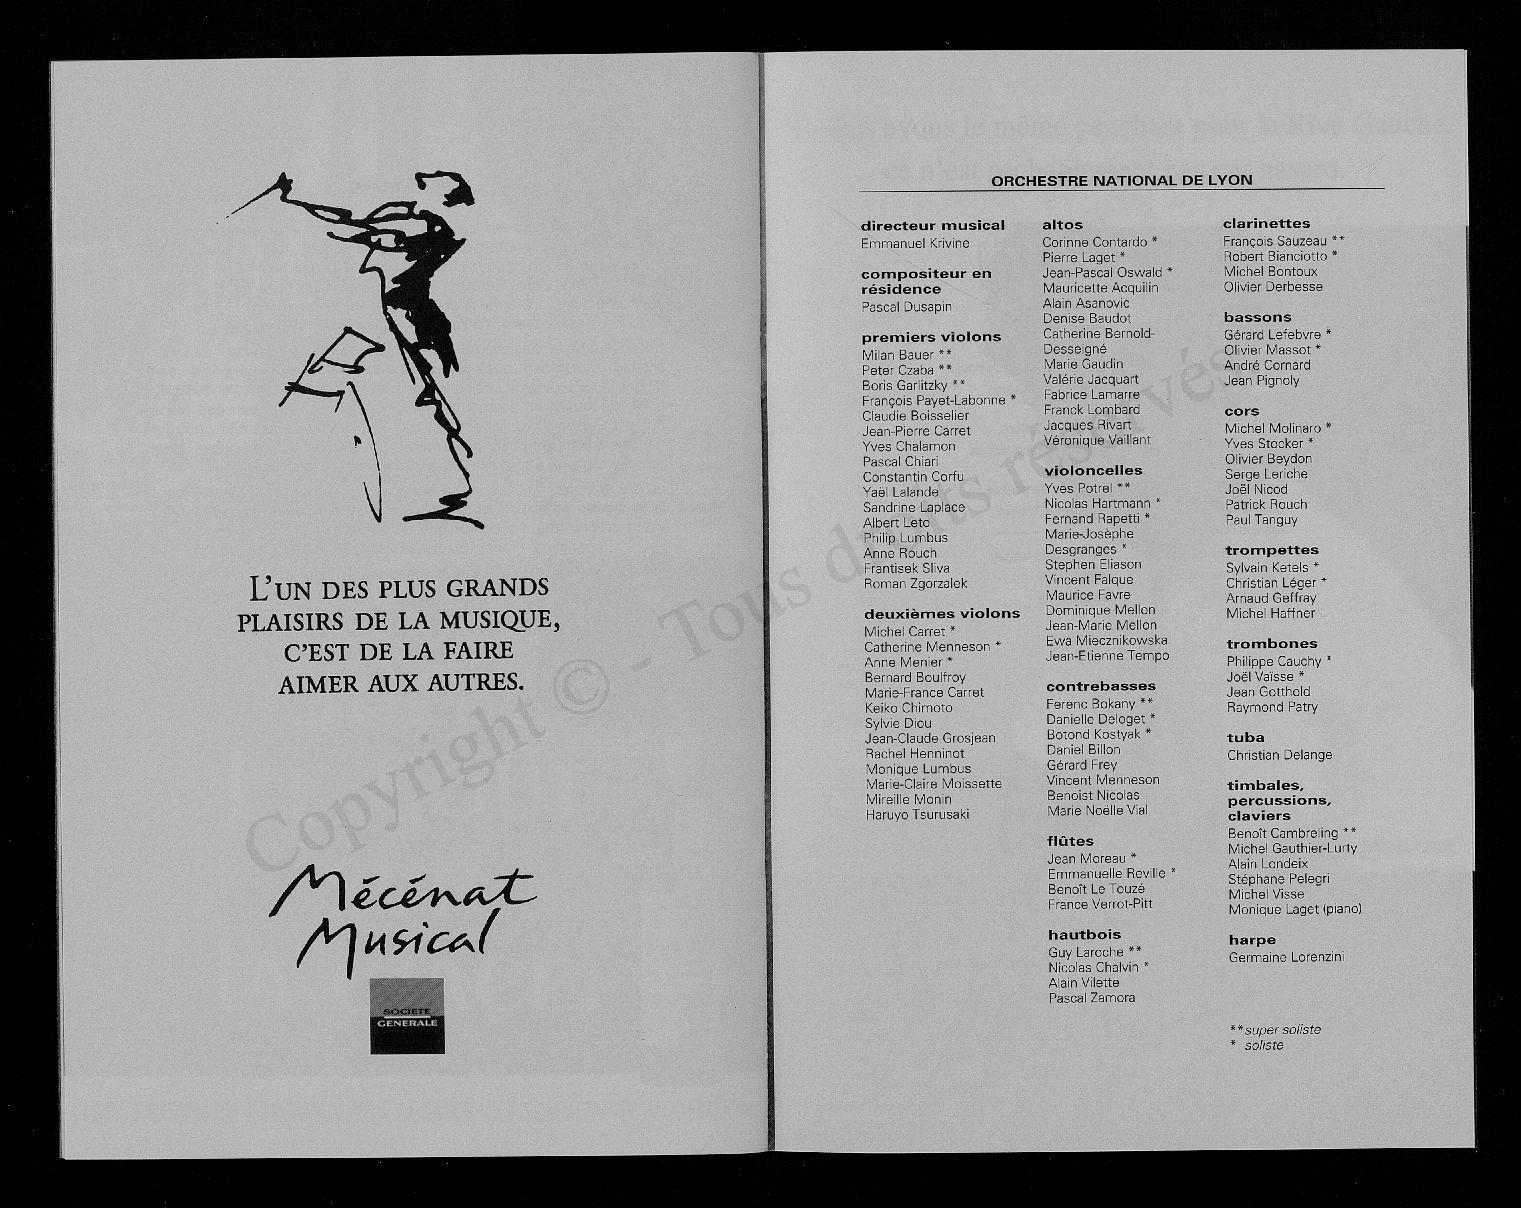 L'UN DES PLUS GRANDS
PLAISIRS DE LA MUSIQUE,
C'EST DE LA FAIRE
AIMER AUX AUTRES.
Mécénat
Musical
SOCIETE
GENERALE
Copyright © - Tous droits réservés
ORCHESTRE NATIONAL DE LYON
directeur musical
Emmanuel Krivine
compositeur en
résidence
Pascal Dusapin
premiers violons
Milan Bauer **
Peter Czaba **
Boris Garlitzky **
François Payet-Labonne *
Claudie Boisselier
Jean-Pierre Carret
Yves Chalamon
Pascal Chiari
Constantin Corfu
Yaël Lalande
Sandrine Laplace
Albert Leto
Philip Lumbus
Anne Rouch
Frantisek Sliva
Roman Zgorzalek
deuxièmes violons
Michel Carret *
Catherine Menneson *
Anne Menier *
Bernard Boulfroy
Marie-France Carret
Keiko Chimoto
Sylvie Diou
Jean-Claude Grosjean
Rachel Henninot
Monique Lumbus
Marie-Claire Moissette
Mireille Monin
Haruyo Tsurusaki
altos
Corinne Contardo *
Pierre Laget *
Jean-Pascal Oswald *
Mauricette Acquilin
Alain Asanovic
Denise Baudot
Catherine Bernold-
Desseigné
Marie Gaudin
Valérie Jacquart
Fabrice Lamarre
Franck Lombard
Jacques Rivart
Véronique Vaillant
violoncelles
Yves Potrel **
Nicolas Hartmann *
Fernand Rapetti *
Marie-Josèphe
Desgranges *
Stephen Eliason
Vincent Falque
Maurice Favre
Dominique Mellon
Jean-Marie Mellon
Ewa Miecznikowska
Jean-Etienne Tempo
contrebasses
Ferenc Bokany **
Danielle Deloget *
Botond Kostyak *
Daniel Billon
Gérard Frey
Vincent Menneson
Benoist Nicolas
Marie Noëlle Vial
flûtes
Jean Moreau *
Emmanuelle Reville *
Benoît Le Touzé
France Verrot-Pitt
hautbois
Guy Laroche **
Nicolas Chalvin *
Alain Vilette
Pascal Zamora
clarinettes
François Sauzeau **
Robert Bianciotto *
Michel Bontoux
Olivier Derbesse
bassons
Gérard Lefebvre *
Olivier Massot *
André Cornard
Jean Pignoly
cors
Michel Molinaro *
Yves Stocker *
Olivier Beydon
Serge Leriche
Joël Nicod
Patrick Rouch
Paul Tanguy
trompettes
Sylvain Ketels *
Christian Léger *
Arnaud Geffray
Michel Haffner
trombones
Philippe Cauchy *
Joël Vaïsse *
Jean Gotthold
Raymond Patry
tuba
Christian Delange
timbales,
percussions,
claviers
Benoît Cambreling **
Michel Gauthier-Lurty
Alain Londeix
Stéphane Pelegri
Michel Visse
Monique Laget (piano)
harpe
Germaine Lorenzini
**super soliste
* soliste